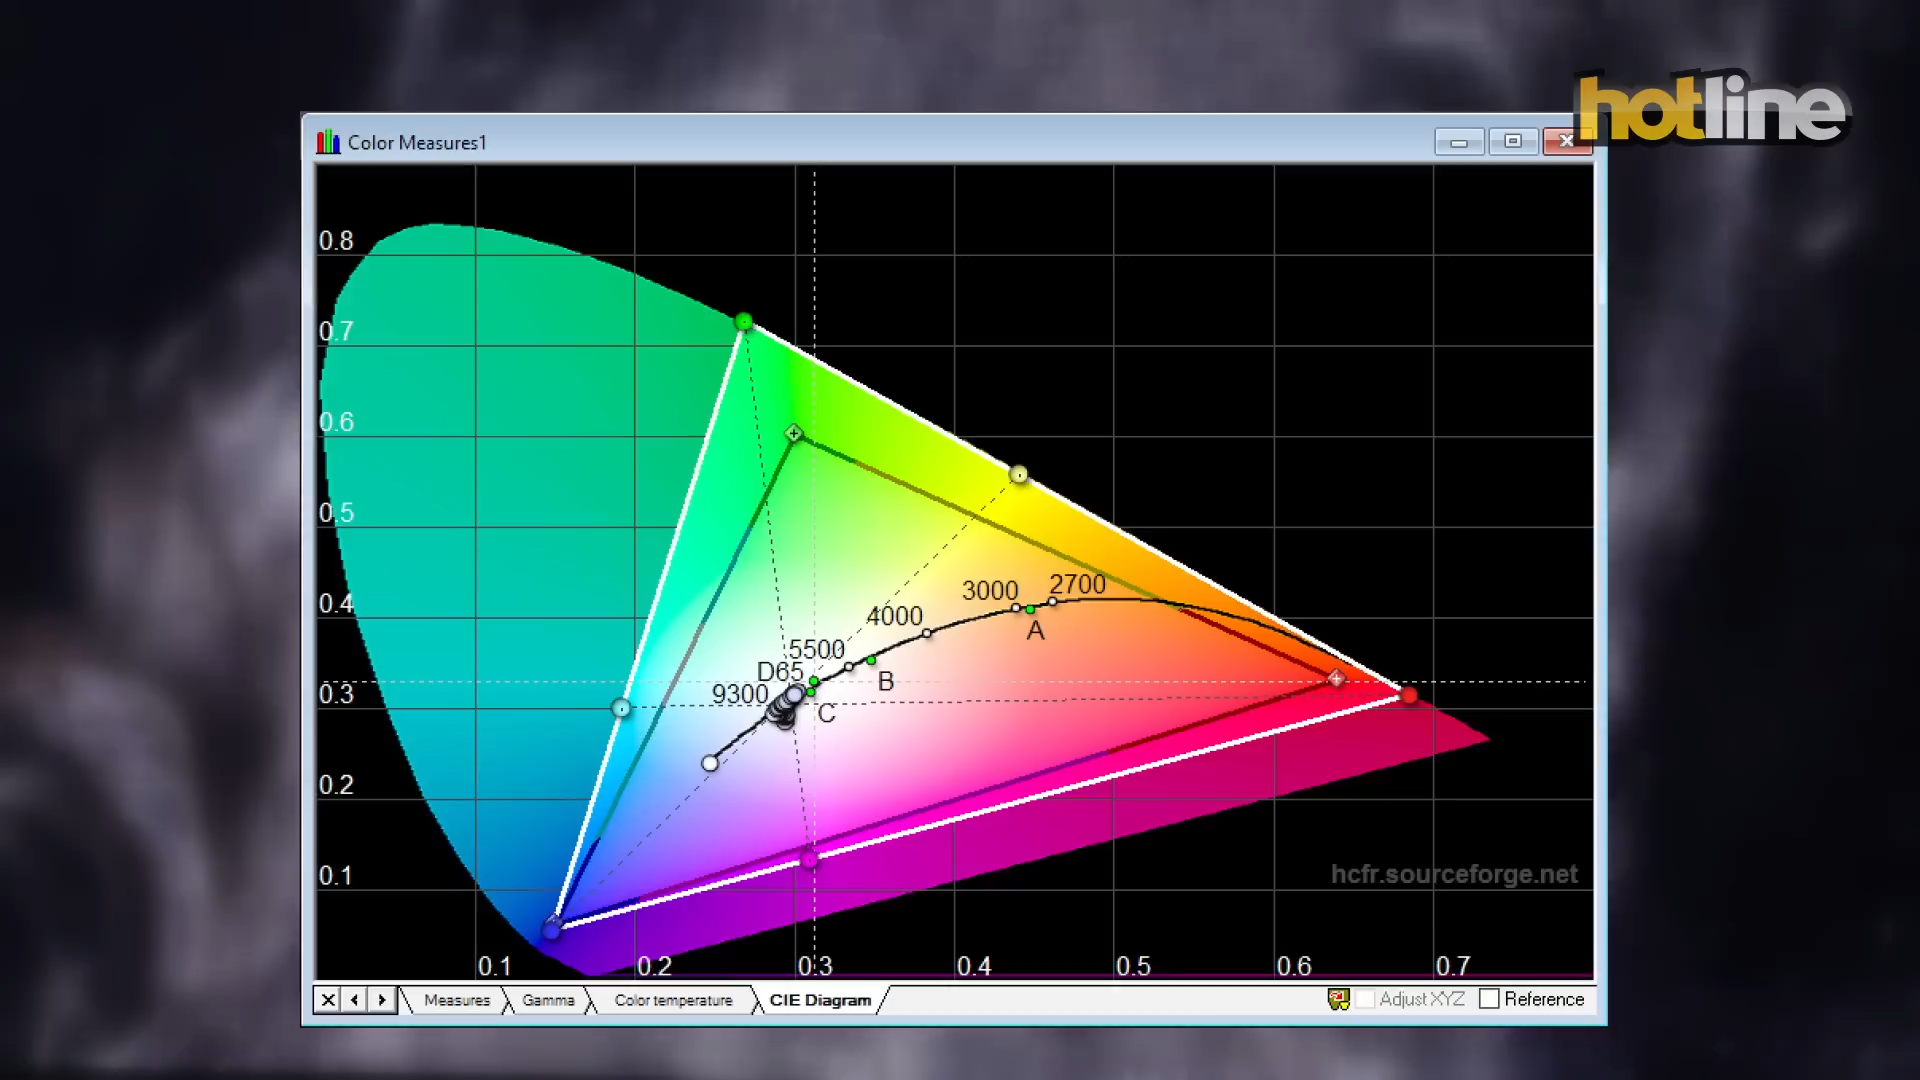 hotline
Color Measures1
0.8
0.7
0.6
0.5
3000 2700
0.4
4000
A
5500
D65
B
9300
0.3
C
0.2
hcfr.sourceforge.net
0.1
0.1 0.2 0.3 0.4 0.5 0.6 0.7
Measures Gamma Color temperature CIE Diagram Adjust XYZ Reference